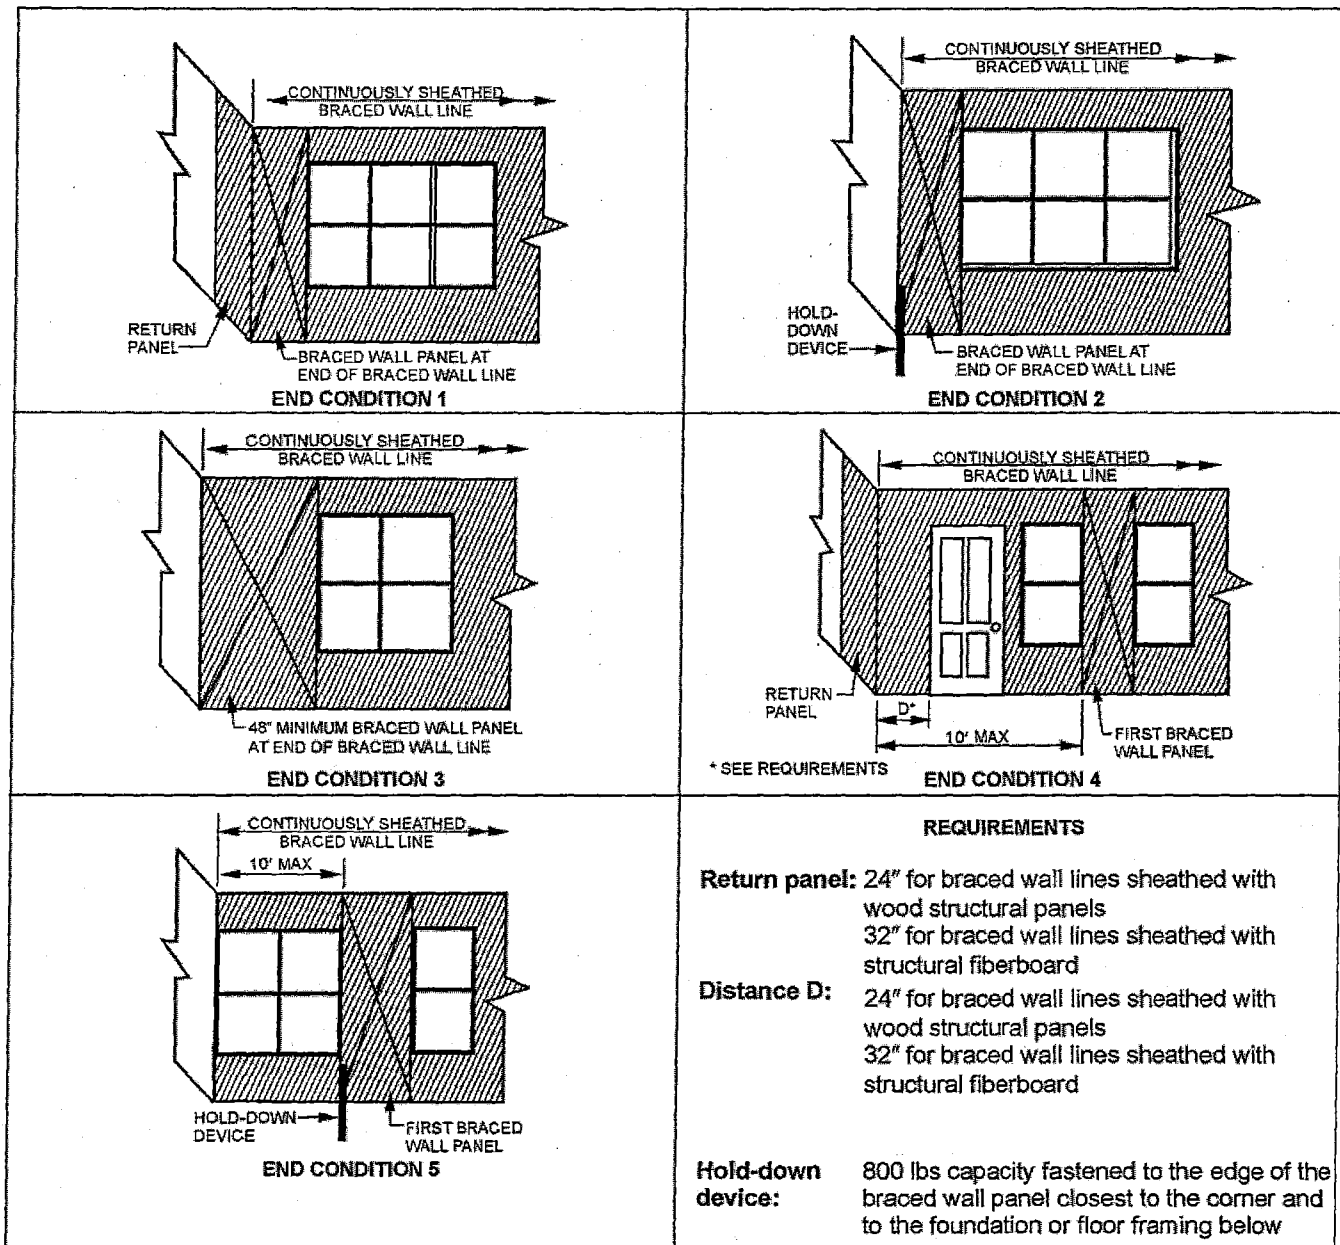 CONTINUOUSLY SHEATHED
BRACED WALL LINE
RETURN
PANEL
BRACED WALL PANEL AT
END OF BRACED WALL LINE
END CONDITION 1
CONTINUOUSLY SHEATHED
BRACED WALL LINE
HOLD-
DOWN
DEVICE
BRACED WALL PANEL AT
END OF BRACED WALL LINE
END CONDITION 2
CONTINUOUSLY SHEATHED
BRACED WALL LINE
48" MINIMUM BRACED WALL PANEL
AT END OF BRACED WALL LINE
END CONDITION 3
CONTINUOUSLY SHEATHED
BRACED WALL LINE
RETURN
PANEL
D*
10' MAX
FIRST BRACED
WALL PANEL
* SEE REQUIREMENTS
END CONDITION 4
CONTINUOUSLY SHEATHED
BRACED WALL LINE
10' MAX
HOLD-DOWN
DEVICE
FIRST BRACED
WALL PANEL
END CONDITION 5
REQUIREMENTS
Return panel: 24" for braced wall lines sheathed with
wood structural panels
32" for braced wall lines sheathed with
structural fiberboard
Distance D: 24" for braced wall lines sheathed with
wood structural panels
32" for braced wall lines sheathed with
structural fiberboard
Hold-down 800 lbs capacity fastened to the edge of the
device: braced wall panel closest to the corner and
to the foundation or floor framing below